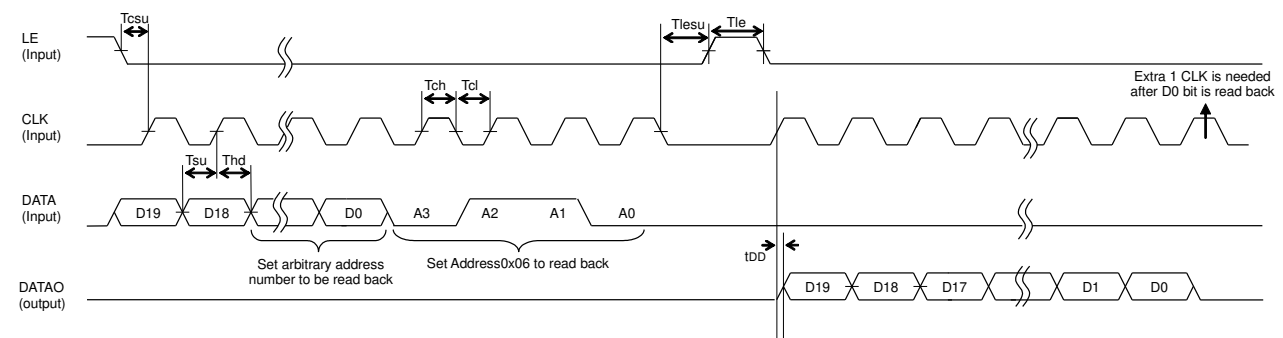 Tcsu
Tlesu
Tle
LE
(Input)
Extra 1 CLK is needed
after D0 bit is read back
Tch
Tcl
CLK
(Input)
Tsu
Thd
DATA
(Input)
D19
D18
D0
A3
A2
A1
A0
Set arbitrary address
number to be read back
Set Address0x06 to read back
tDD
DATAO
(output)
D19
D18
D17
D1
D0